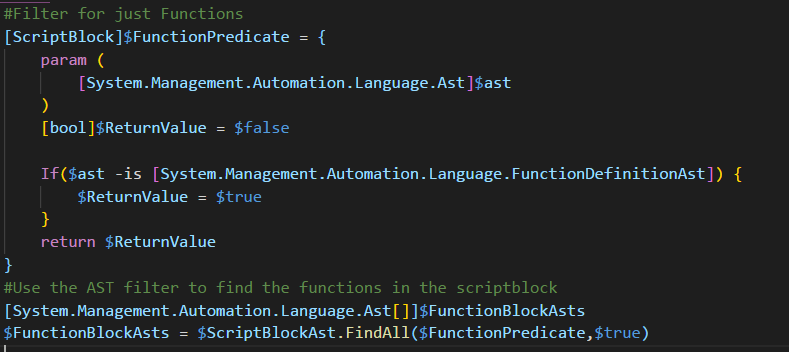 #Filter for just Functions
[ScriptBlock]$FunctionPredicate = {
    param (
        [System.Management.Automation.Language.Ast]$ast
    )
    [bool]$ReturnValue = $false

    If($ast -is [System.Management.Automation.Language.FunctionDefinitionAst]) {
        $ReturnValue = $true
    }
    return $ReturnValue
}
#Use the AST filter to find the functions in the scriptblock
[System.Management.Automation.Language.Ast[]]$FunctionBlockAsts
$FunctionBlockAsts = $ScriptBlockAst.FindAll($FunctionPredicate,$true)